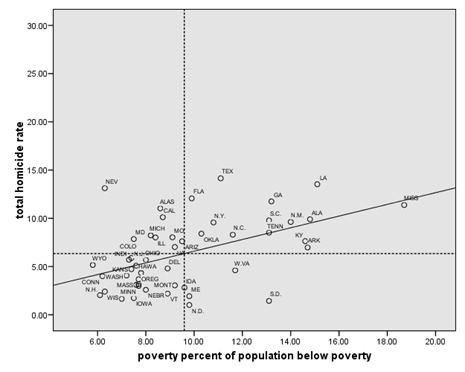 30.00
25.00
20.00
15.00
10.00
5.00
0.00
total homicide rate
TEX
NEV
LA
FLA
GA
MISS
ALAS
CAL
N.Y.
S.C.
N.M.
ALA
MD
MICH
MO
OKLA
N.C.
TENN
COLO
ILL
ARIZ
KY
ARK
INDI
OHIO
WYO
KANS
DEL
W.VA
CONN
WASH
OREG
MASS
MONT
IDA
N.H.
WIS
MINN
NEBR
VT
ME
IOWA
N.D.
S.D.
6.00 8.00 10.00 12.00 14.00 16.00 18.00 20.00
poverty percent of population below poverty